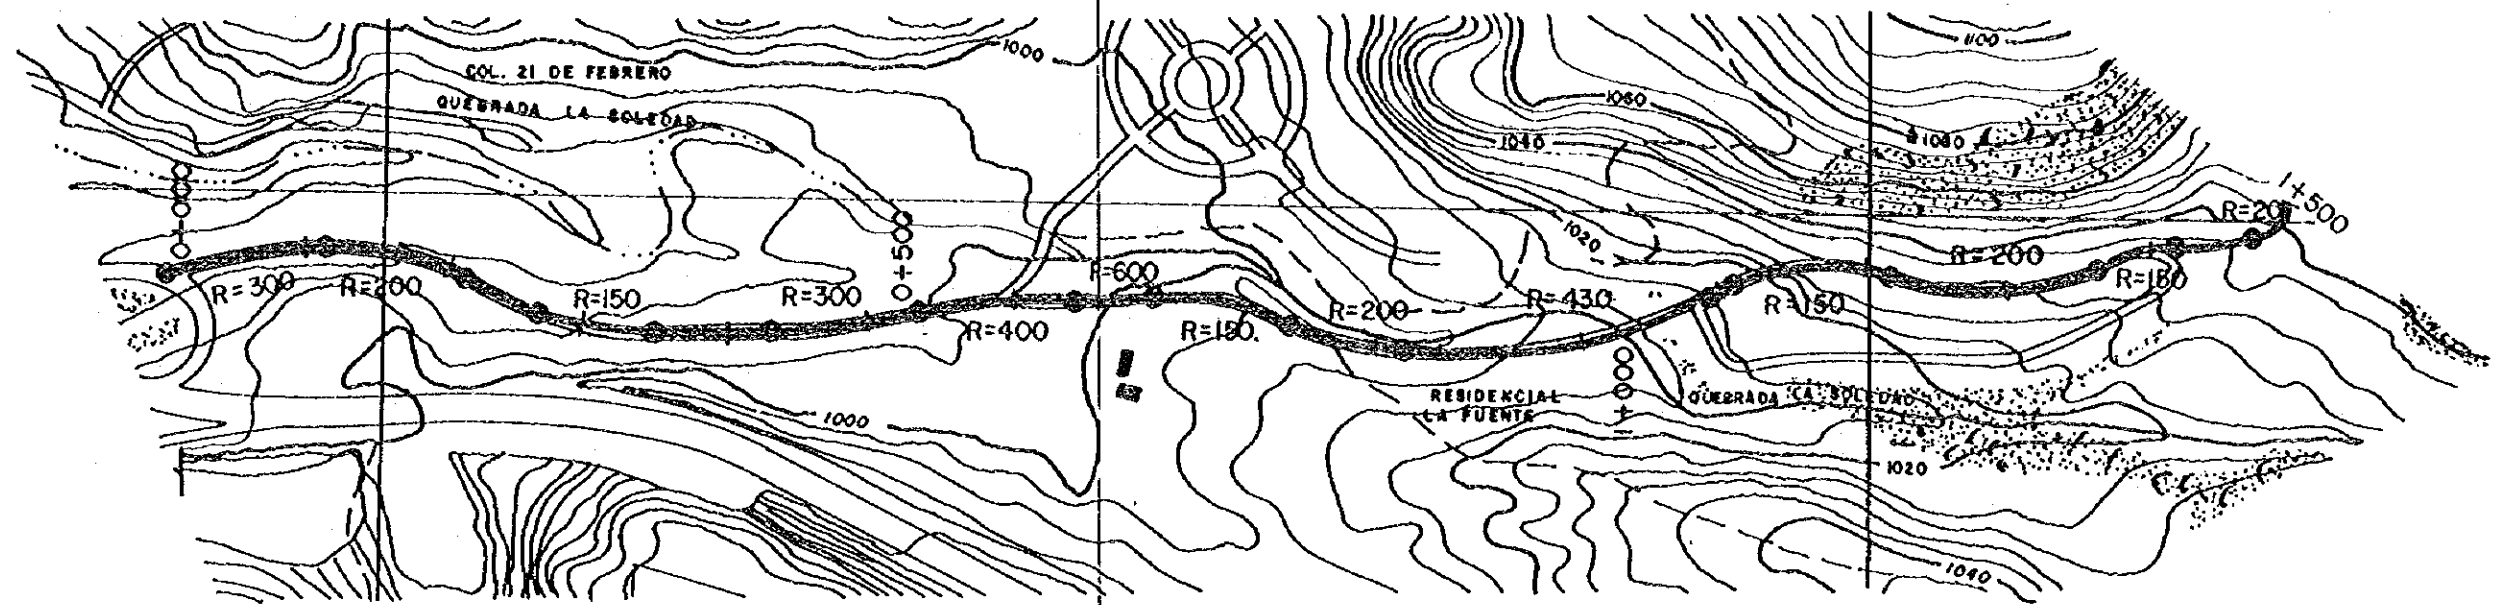 1000
1100
COL. 21 DE FEBRERO
QUEBRADA LA SOLEDAD
1060
1040
1080
0+000
1+500
R=200
0+500
1020
R=200
R=600
R=300
R=200
R=150
R=300
R=430
R=150
R=150
R=200
R=400
R=150.
1+000
RESIDENCIAL
LA FUENTE
QUEBRADA LA SOLEDAD
1000
1020
1040